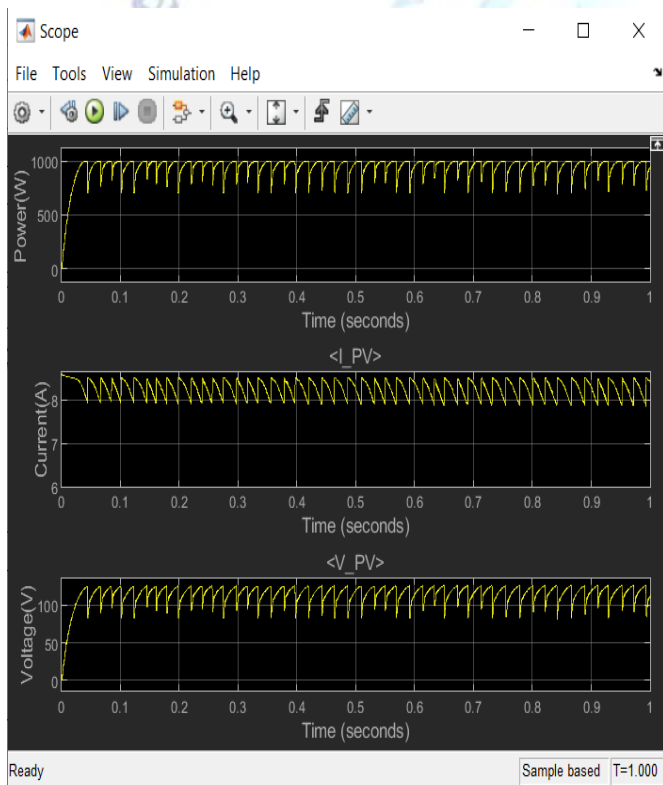 Scope
File Tools View Simulation Help
Power(W)
1000
500
0
0 0.1 0.2 0.3 0.4 0.5 0.6 0.7 0.8 0.9 1
Time (seconds)
<I_PV>
Current(A)
8
7
6
0 0.1 0.2 0.3 0.4 0.5 0.6 0.7 0.8 0.9 1
Time (seconds)
<V_PV>
Voltage(V)
100
50
0
0 0.1 0.2 0.3 0.4 0.5 0.6 0.7 0.8 0.9 1
Time (seconds)
Ready Sample based T=1.000